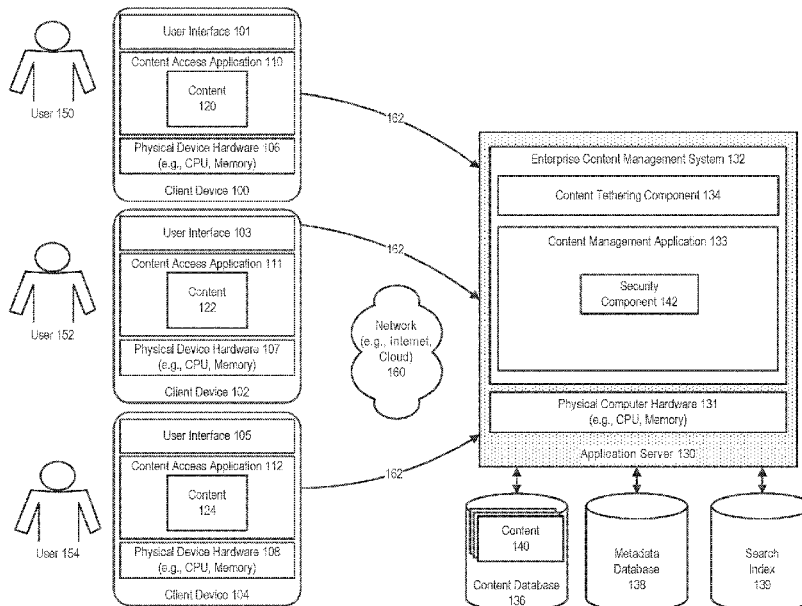 User Interface 101
Content Access Application 110
Content
120
Physical Device Hardware 106
(e.g., CPU, Memory)
Client Device 100
User 150
User Interface 103
Content Access Application 111
Content
122
Physical Device Hardware 107
(e.g., CPU, Memory)
Client Device 102
User 152
User Interface 105
Content Access Application 112
Content
124
Physical Device Hardware 108
(e.g., CPU, Memory)
Client Device 104
User 154
162
162
162
Network
(e.g., Internet,
Cloud)
160
Enterprise Content Management System 132
Content Tethering Component 134
Content Management Application 133
Security
Component 142
Physical Computer Hardware 131
(e.g., CPU, Memory)
Application Server 130
Content
140
Content Database
136
Metadata
Database
138
Search
Index
139